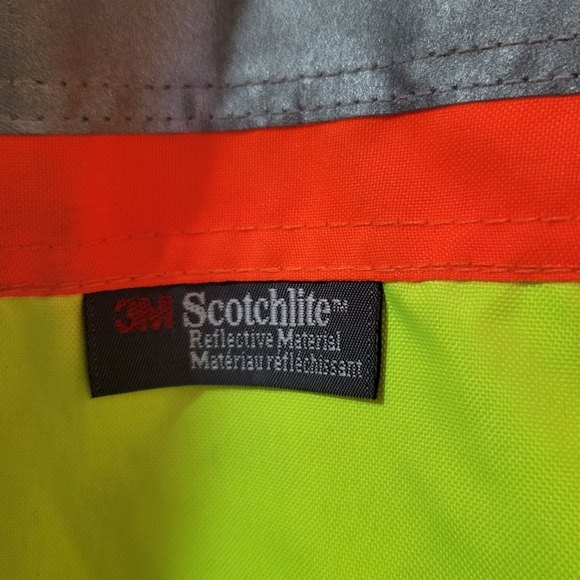 3M Scotchlite™
Reflective Material
Matériau réfléchissant